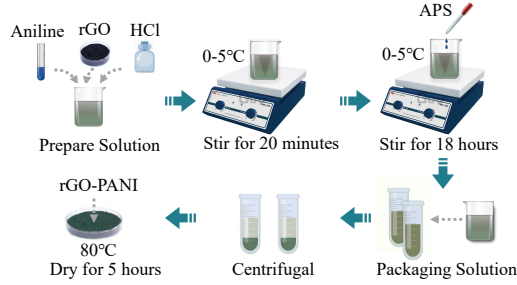 Aniline
rGO
HCl
Prepare Solution
0-5℃
Stir for 20 minutes
APS
0-5℃
Stir for 18 hours
Packaging Solution
Centrifugal
rGO-PANI
80℃
Dry for 5 hours